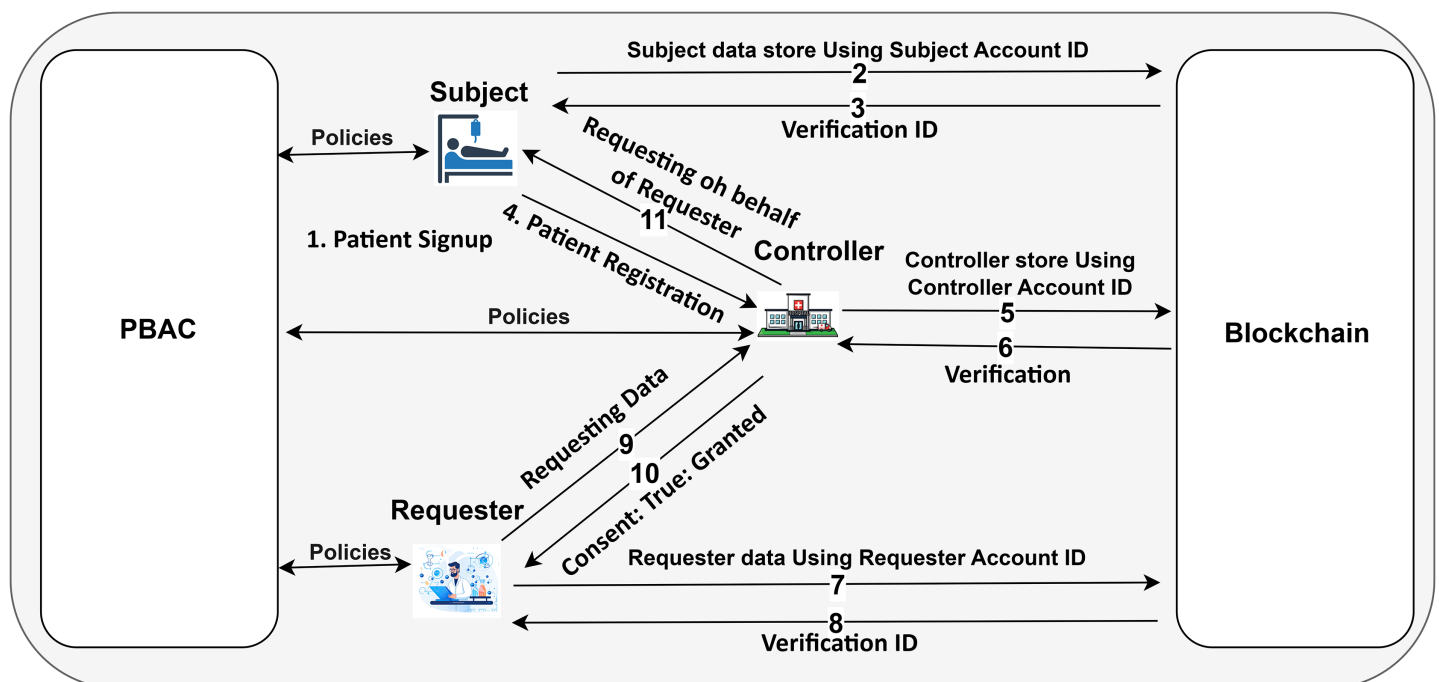 Subject data store Using Subject Account ID
2
3
Verification ID
Subject
Policies
Requesting oh behalf
of Requester
11
1. Patient Signup
4. Patient Registration
Controller
Controller store Using
Controller Account ID
5
6
Verification
PBAC
Policies
Blockchain
Requesting Data
9
10
Consent: True: Granted
Requester
Policies
Requester data Using Requester Account ID
7
8
Verification ID